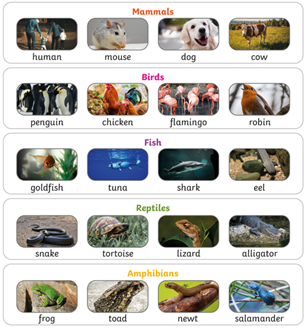 Mammals
human mouse dog cow
Birds
penguin chicken flamingo robin
Fish
goldfish tuna shark eel
Reptiles
snake tortoise lizard alligator
Amphibians
frog toad newt salamander